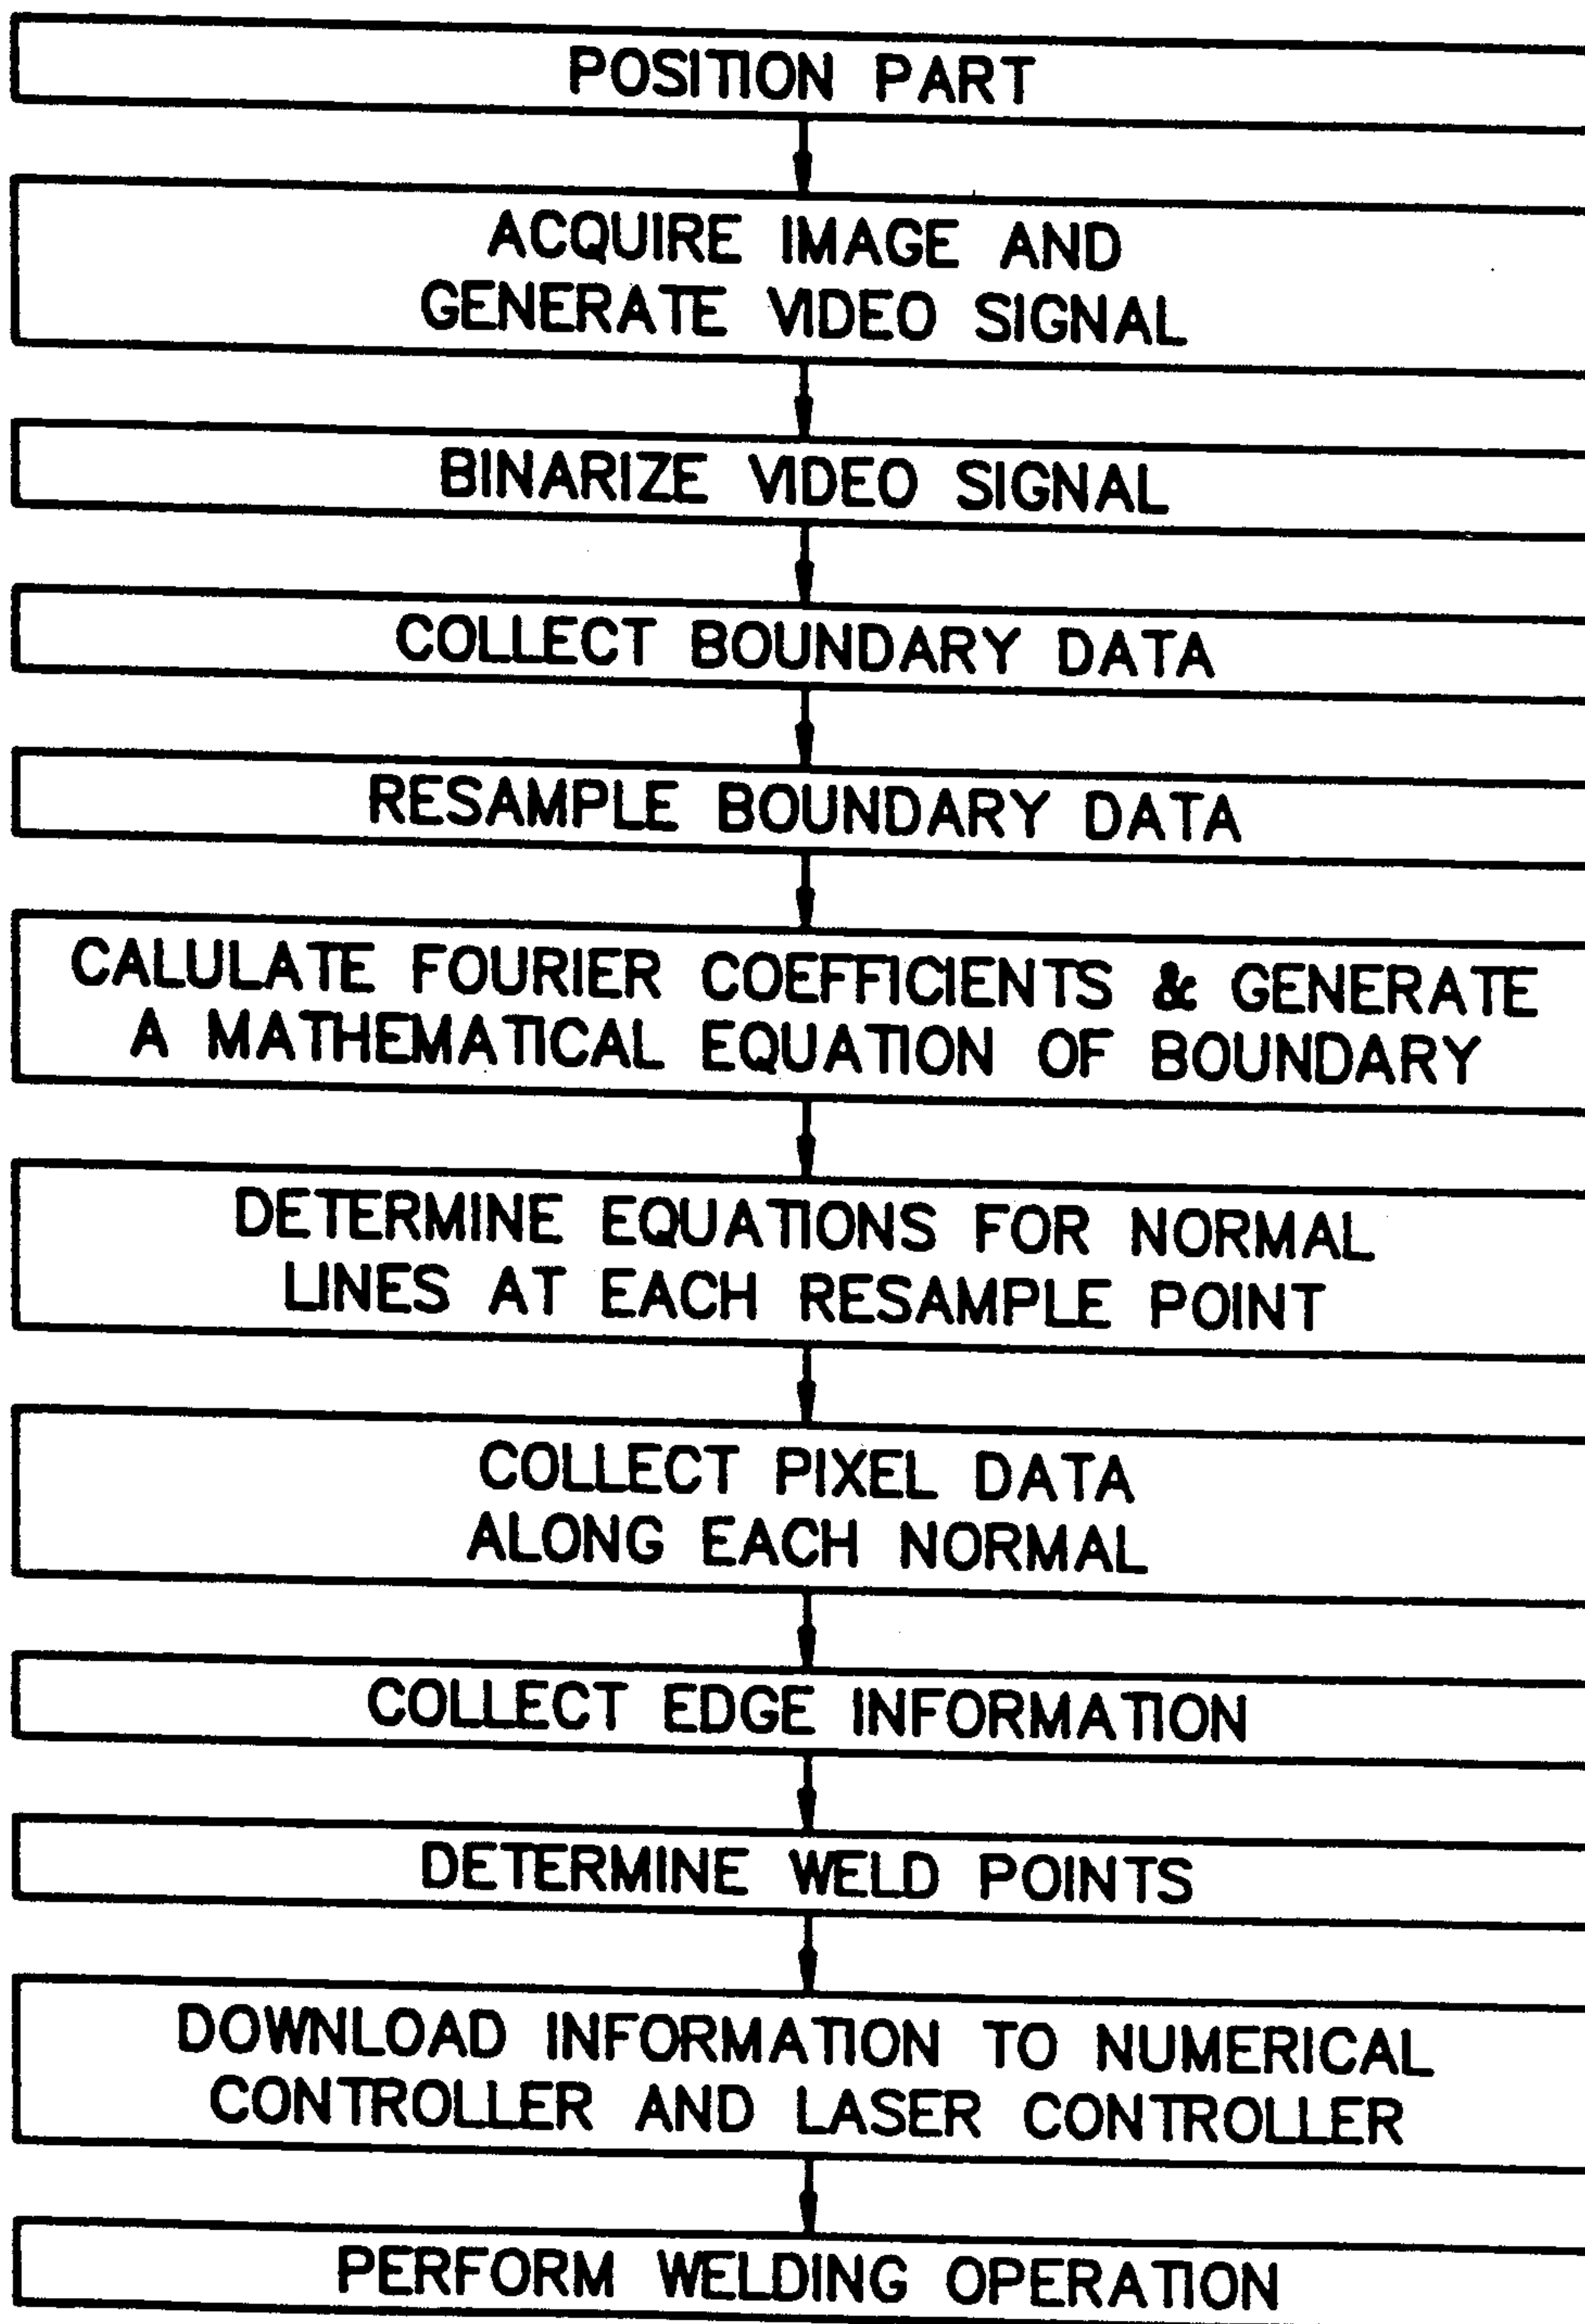 POSITION PART
ACQUIRE IMAGE AND
GENERATE VIDEO SIGNAL
BINARIZE VIDEO SIGNAL
COLLECT BOUNDARY DATA
RESAMPLE BOUNDARY DATA
CALULATE FOURIER COEFFICIENTS & GENERATE
A MATHEMATICAL EQUATION OF BOUNDARY
DETERMINE EQUATIONS FOR NORMAL
LINES AT EACH RESAMPLE POINT
COLLECT PIXEL DATA
ALONG EACH NORMAL
COLLECT EDGE INFORMATION
DETERMINE WELD POINTS
DOWNLOAD INFORMATION TO NUMERICAL
CONTROLLER AND LASER CONTROLLER
PERFORM WELDING OPERATION